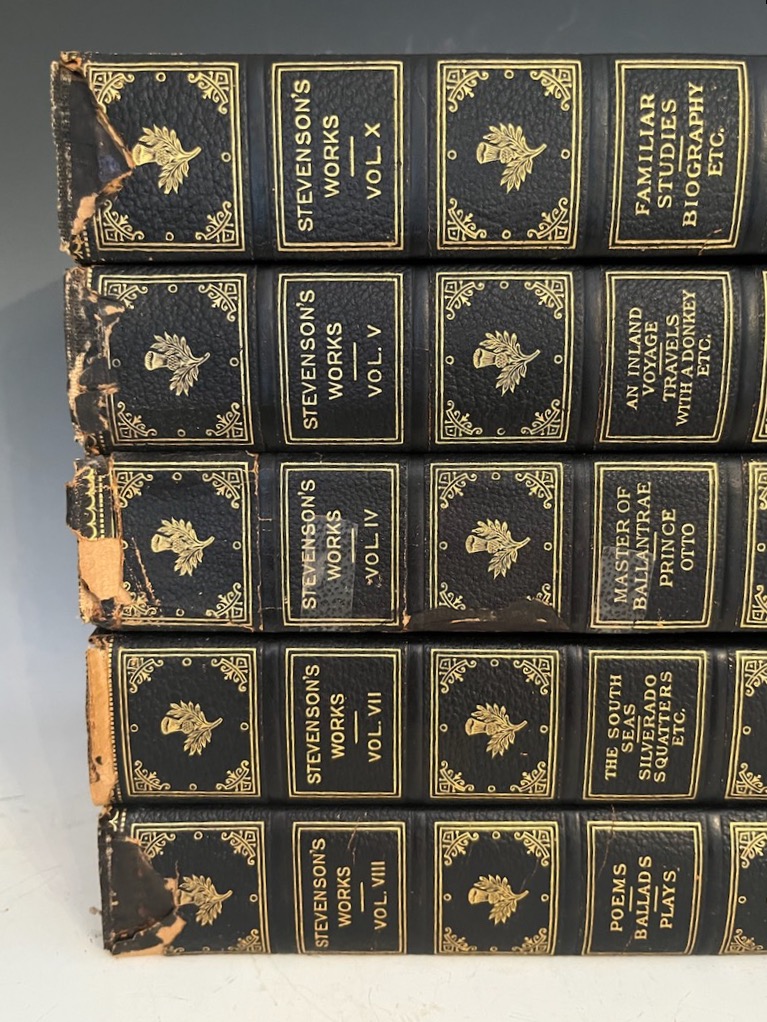 STEVENSON'S
WORKS
VOL. X
FAMILIAR
STUDIES
BIOGRAPHY
ETC.
STEVENSON'S
WORKS
VOL. V
AN INLAND
VOYAGE
TRAVELS
WITH A DONKEY
ETC.
STEVENSON'S
WORKS
VOL. IV
MASTER OF
BALLANTRAE
PRINCE
OTTO
STEVENSON'S
WORKS
VOL. VII
THE SOUTH
SEAS
SILVERADO
SQUATTERS
ETC.
STEVENSON'S
WORKS
VOL. VIII
POEMS
BALLADS
PLAYS